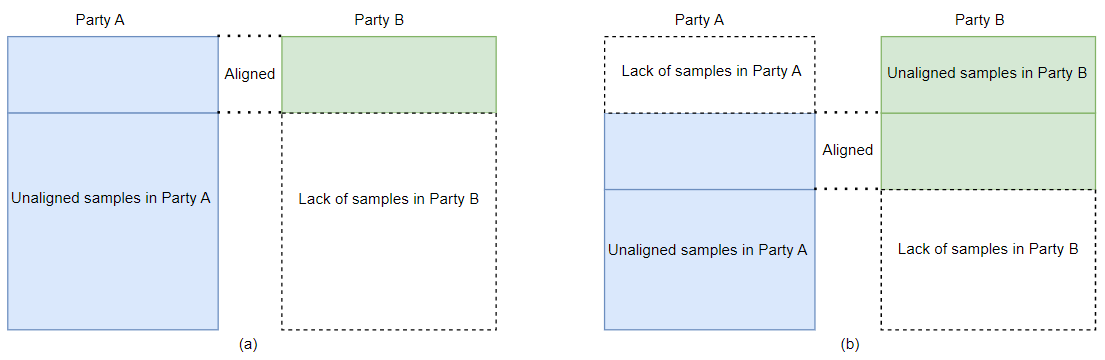 Party A
Party B
Aligned
Unaligned samples in Party A
Lack of samples in Party B
(a)
Party A
Party B
Lack of samples in Party A
Unaligned samples in Party B
Aligned
Unaligned samples in Party A
Lack of samples in Party B
(b)